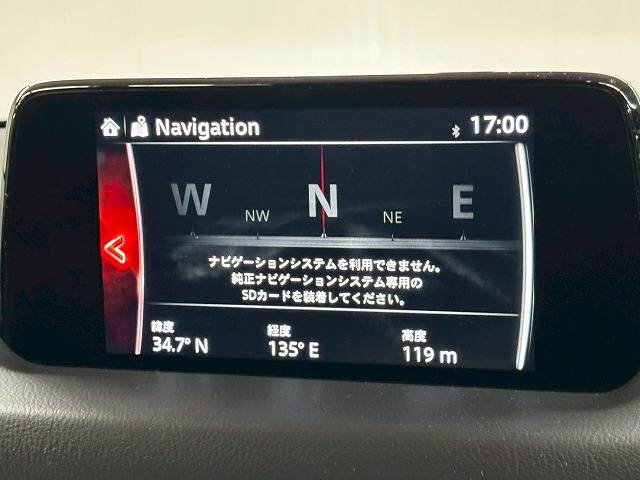 Navigation 17:00
W NW N NE E
ナビゲーションシステムを利用できません。
純正ナビゲーションシステム専用の
SDカードを装着してください。
緯度 経度 高度
34.7° N 135° E 119 m